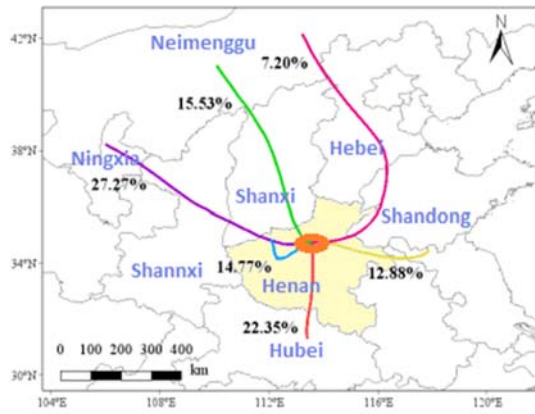 42°N
Neimenggu
7.20%
N
15.53%
38°N
Ningxia
Hebei
27.27%
Shanxi
Shandong
34°N
Shannxi
14.77%
12.88%
Henan
22.35%
Hubei
0 100 200 300 400
km
30°N
104°E 108°E 112°E 116°E 120°E